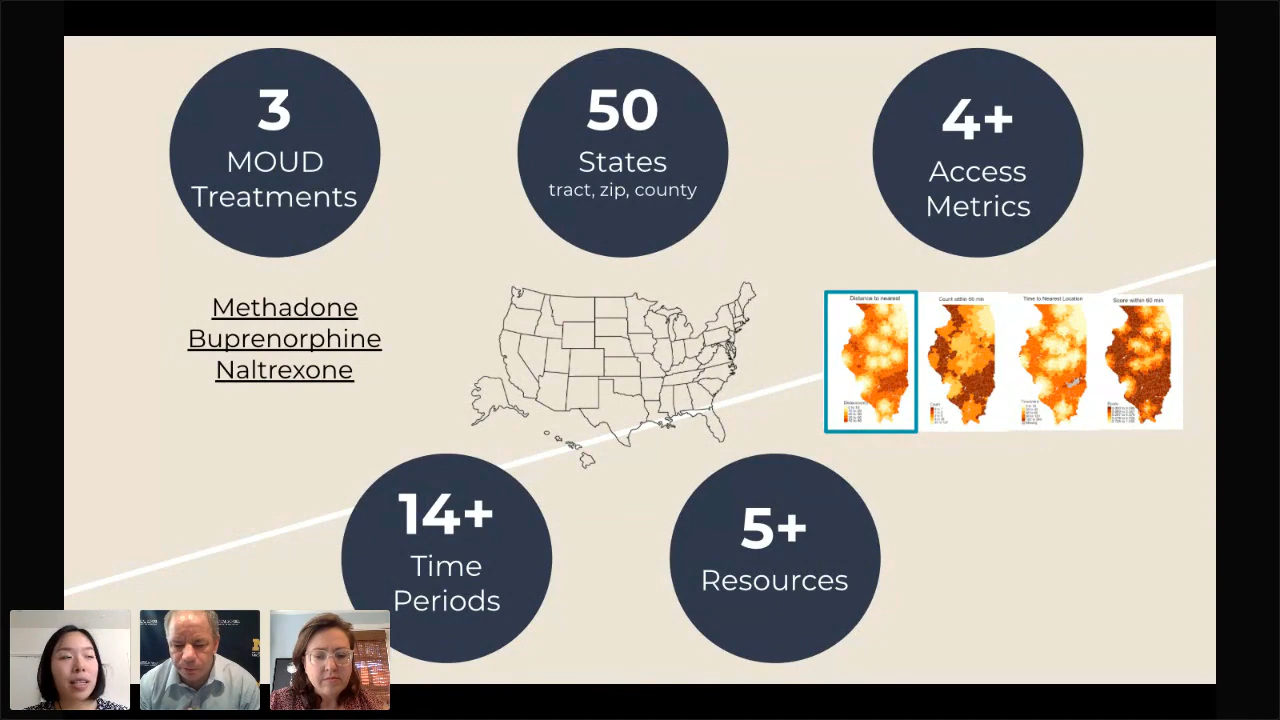 3
MOUD
Treatments
50
States
tract, zip, county
4+
Access
Metrics
Methadone
Buprenorphine
Naltrexone
Distance to nearest
Count within 60 min
Time to Nearest Location
Score within 60 min
14+
Time
Periods
5+
Resources